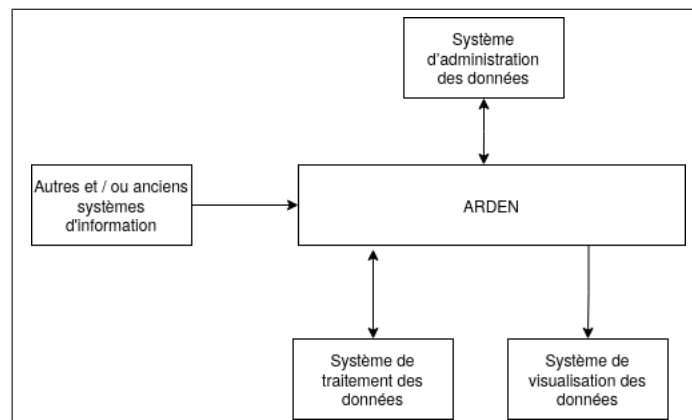 Système
d'administration
des données
Autres et / ou anciens
systèmes
d'information
ARDEN
Système de
traitement des
données
Système de
visualisation des
données